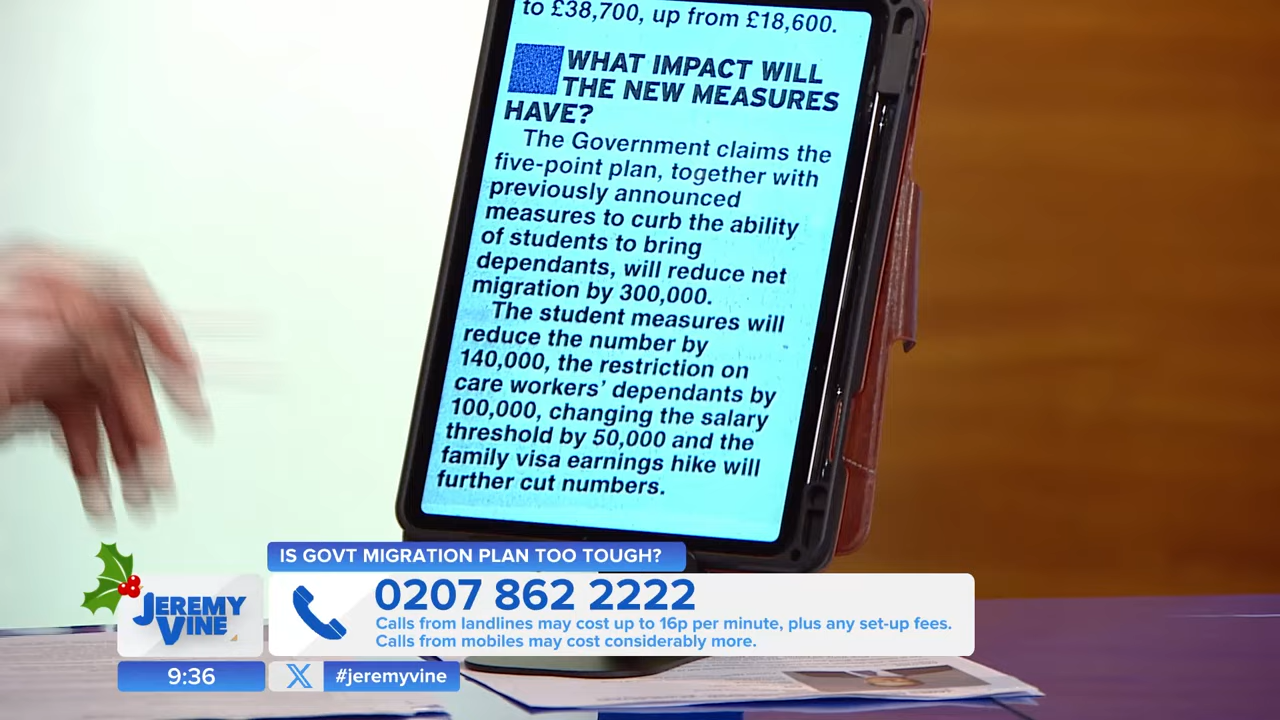 to £38,700, up from £18,600.
WHAT IMPACT WILL
THE NEW MEASURES
HAVE?
The Government claims the
five-point plan, together with
previously announced
measures to curb the ability
of students to bring
dependants, will reduce net
migration by 300,000.
The student measures will
reduce the number by
140,000, the restriction on
care workers' dependants by
100,000, changing the salary
threshold by 50,000 and the
family visa earnings hike will
further cut numbers.
IS GOVT MIGRATION PLAN TOO TOUGH?
JEREMY
VINE
0207 862 2222
Calls from landlines may cost up to 16p per minute, plus any set-up fees.
Calls from mobiles may cost considerably more.
9:36
X #jeremyvine